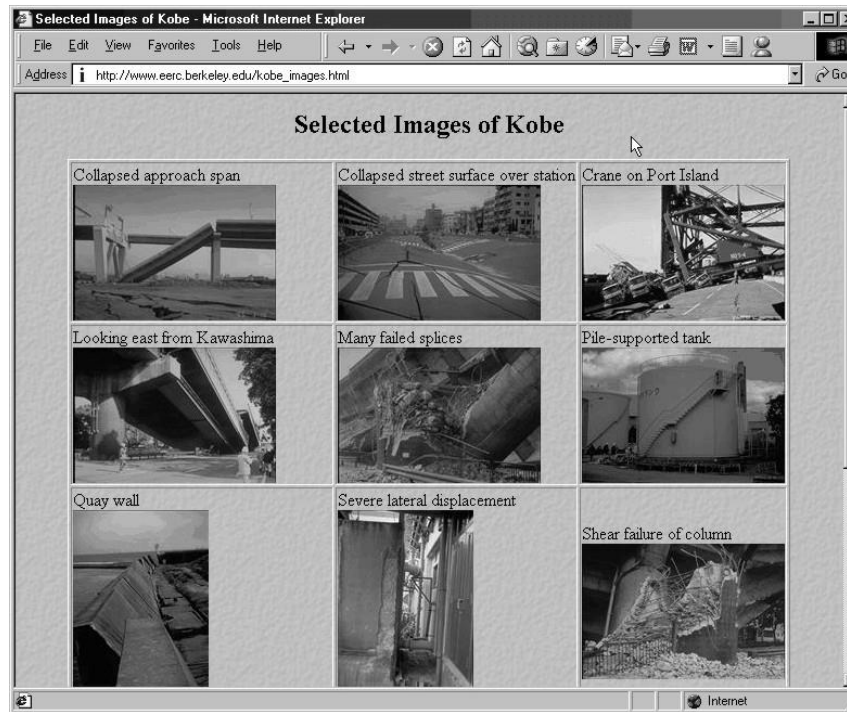 Selected Images of Kobe - Microsoft Internet Explorer
File Edit View Favorites Tools Help
Address http://www.eerc.berkeley.edu/kobe_images.html Go
Selected Images of Kobe
Collapsed approach span
Collapsed street surface over station
Crane on Port Island
Looking east from Kawashima
Many failed splices
Pile-supported tank
Quay wall
Severe lateral displacement
Shear failure of column
Internet